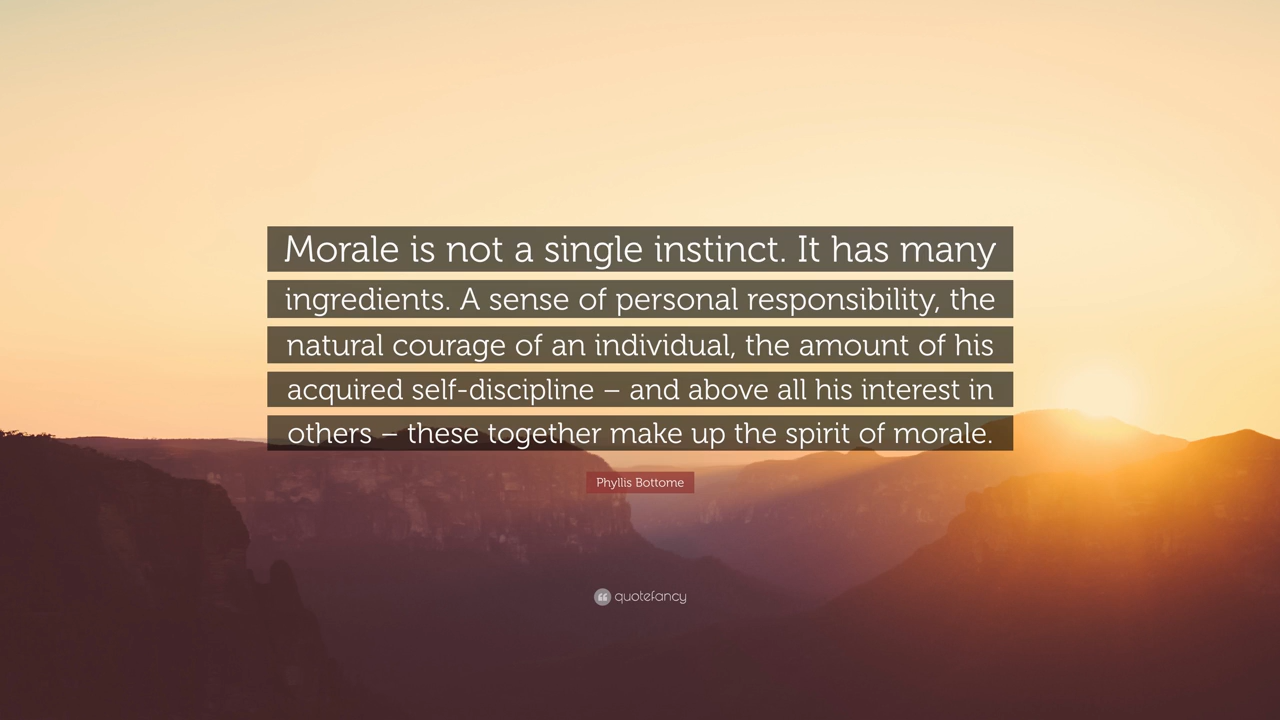 Morale is not a single instinct. It has many
ingredients. A sense of personal responsibility, the
natural courage of an individual, the amount of his
acquired self-discipline – and above all his interest in
others – these together make up the spirit of morale.
Phyllis Bottome
quotefancy